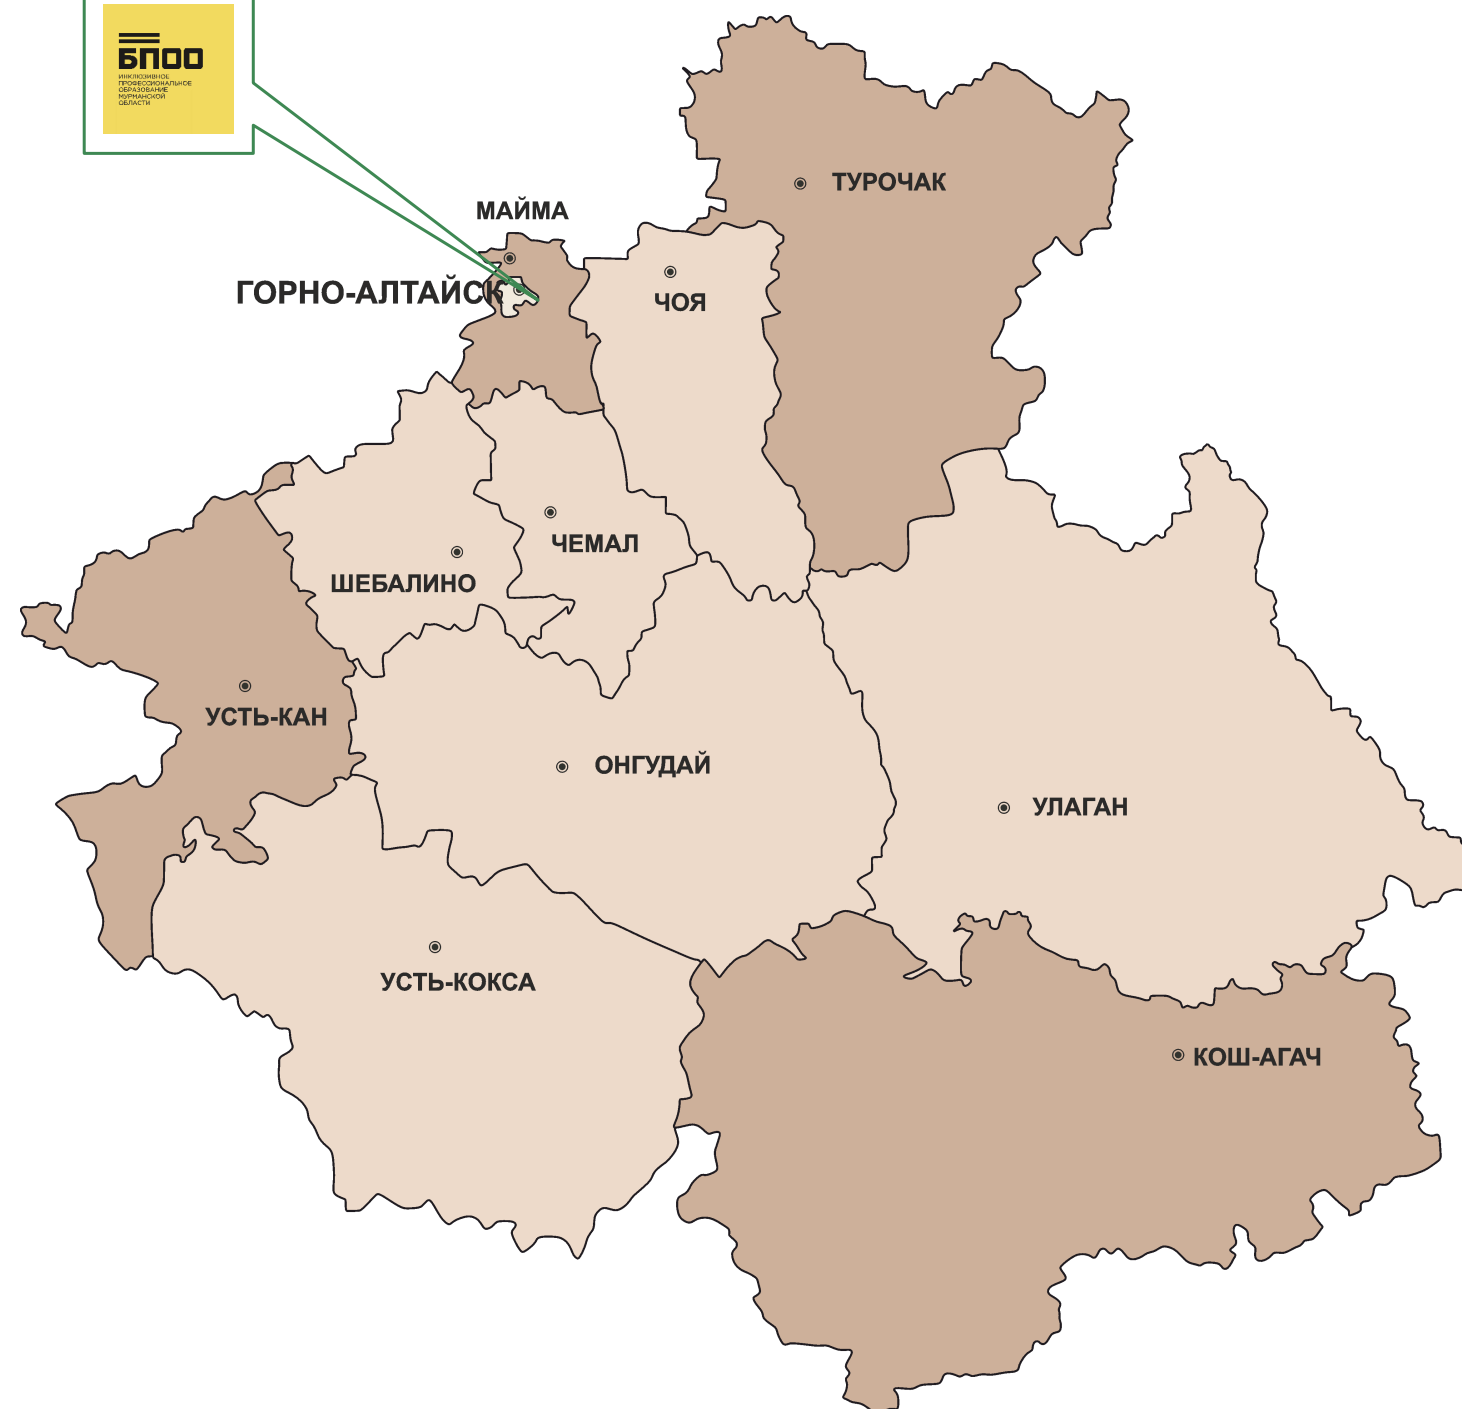 БПОО
ИНКЛЮЗИВНОЕ
ПРОФЕССИОНАЛЬНОЕ
ОБРАЗОВАНИЕ
МУРМАНСКОЙ
ОБЛАСТИ
ТУРОЧАК
МАЙМА
ГОРНО-АЛТАЙСК
ЧОЯ
ЧЕМАЛ
ШЕБАЛИНО
УСТЬ-КАН
ОНГУДАЙ
УЛАГАН
УСТЬ-КОКСА
КОШ-АГАЧ